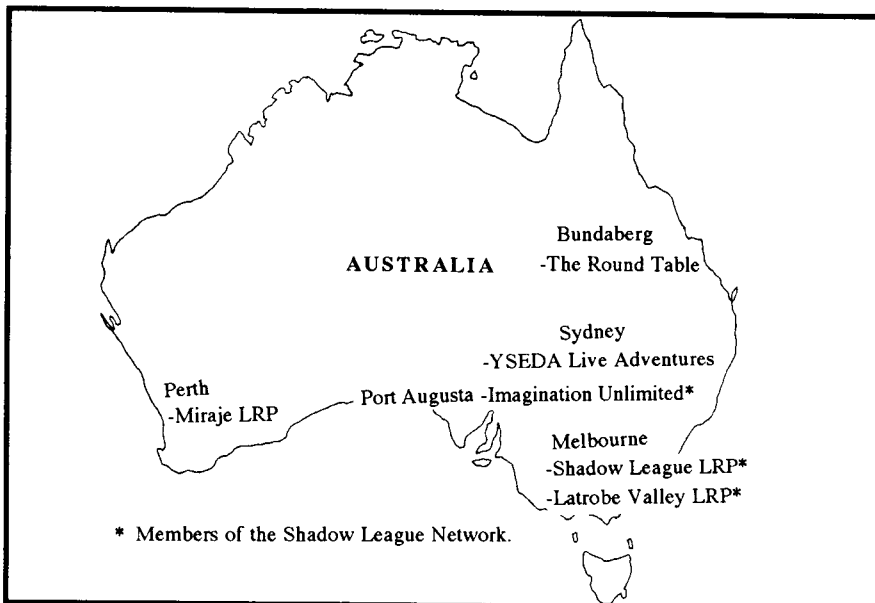 Bundaberg
AUSTRALIA
-The Round Table
Sydney
-YSEDA Live Adventures
Perth
-Miraje LRP
Port Augusta -Imagination Unlimited*
Melbourne
-Shadow League LRP*
-Latrobe Valley LRP*
* Members of the Shadow League Network.